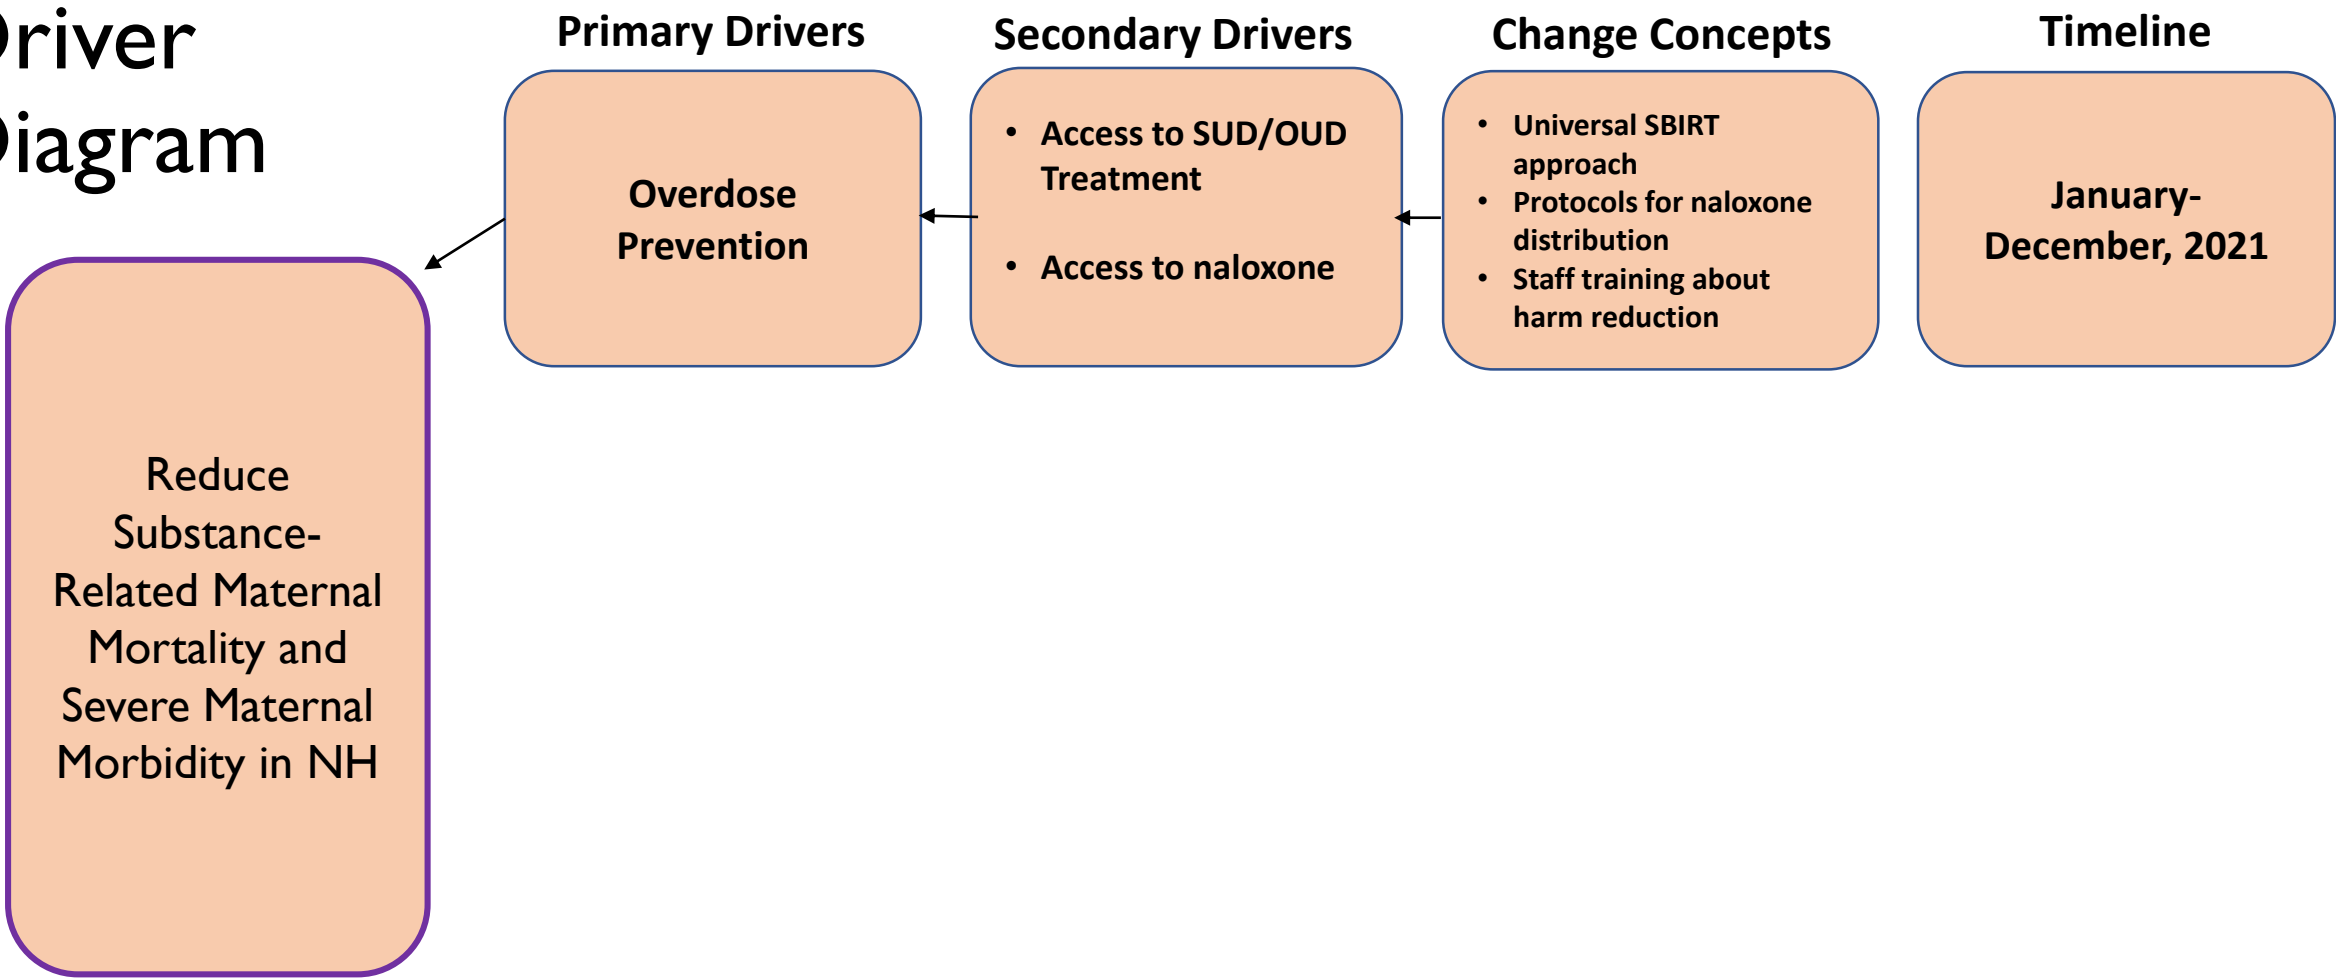 Driver
Diagram
Primary Drivers
Secondary Drivers
Change Concepts
Timeline
Overdose
Prevention
• Access to SUD/OUD
Treatment
• Access to naloxone
• Universal SBIRT
approach
• Protocols for naloxone
distribution
• Staff training about
harm reduction
January-
December, 2021
Reduce
Substance-
Related Maternal
Mortality and
Severe Maternal
Morbidity in NH